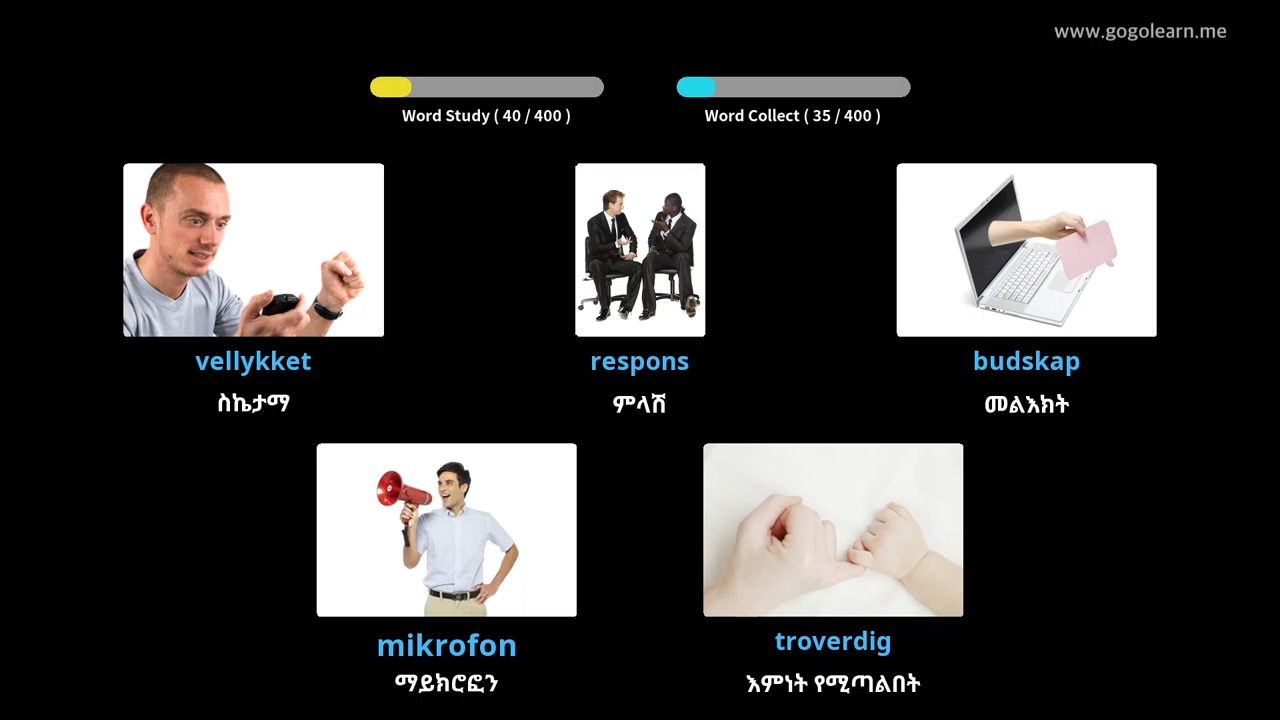 www.gogolearn.me
Word Study ( 40 / 400 )
Word Collect ( 35 / 400 )
vellykket
respons
budskap
ስኬታማ
ምላሽ
መልእክት
mikrofon
troverdig
ማይክሮፎን
እምነት የሚጣልበት